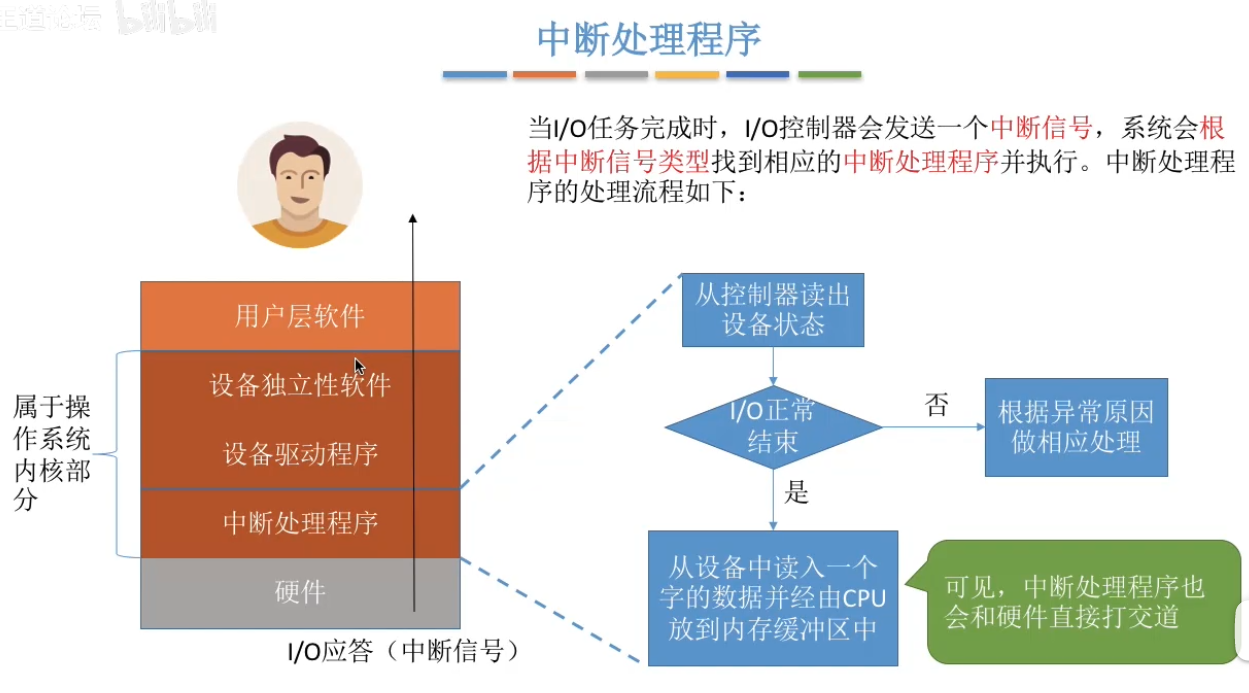 王道论坛 bilibili
中断处理程序
当I/O任务完成时，I/O控制器会发送一个中断信号，系统会根
据中断信号类型找到相应的中断处理程序并执行。中断处理程
序的处理流程如下：
用户层软件
设备独立性软件
设备驱动程序
中断处理程序
硬件
属于操
作系统
内核部
分
I/O应答（中断信号）
从控制器读出
设备状态
I/O正常
结束
否
根据异常原因
做相应处理
是
从设备中读入一个
字的数据并经由CPU
放到内存缓冲区中
可见，中断处理程序也
会和硬件直接打交道